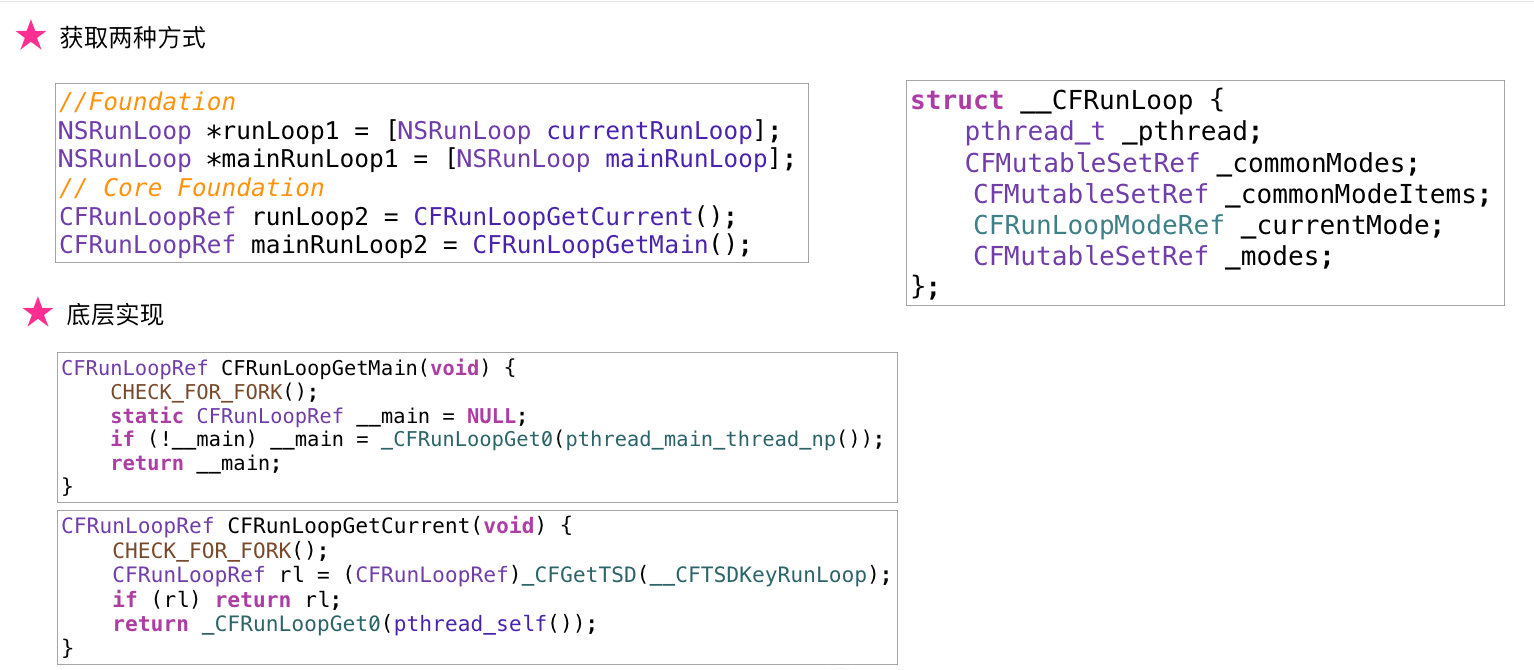 获取两种方式
//Foundation
NSRunLoop *runLoop1 = [NSRunLoop currentRunLoop];
NSRunLoop *mainRunLoop1 = [NSRunLoop mainRunLoop];
// Core Foundation
CFRunLoopRef runLoop2 = CFRunLoopGetCurrent();
CFRunLoopRef mainRunLoop2 = CFRunLoopGetMain();
struct __CFRunLoop {
    pthread_t _pthread;
    CFMutableSetRef _commonModes;
    CFMutableSetRef _commonModeItems;
    CFRunLoopModeRef _currentMode;
    CFMutableSetRef _modes;
};
底层实现
CFRunLoopRef CFRunLoopGetMain(void) {
    CHECK_FOR_FORK();
    static CFRunLoopRef __main = NULL;
    if (!__main) __main = _CFRunLoopGet0(pthread_main_thread_np());
    return __main;
}
CFRunLoopRef CFRunLoopGetCurrent(void) {
    CHECK_FOR_FORK();
    CFRunLoopRef rl = (CFRunLoopRef)_CFGetTSD(__CFTSDKeyRunLoop);
    if (rl) return rl;
    return _CFRunLoopGet0(pthread_self());
}